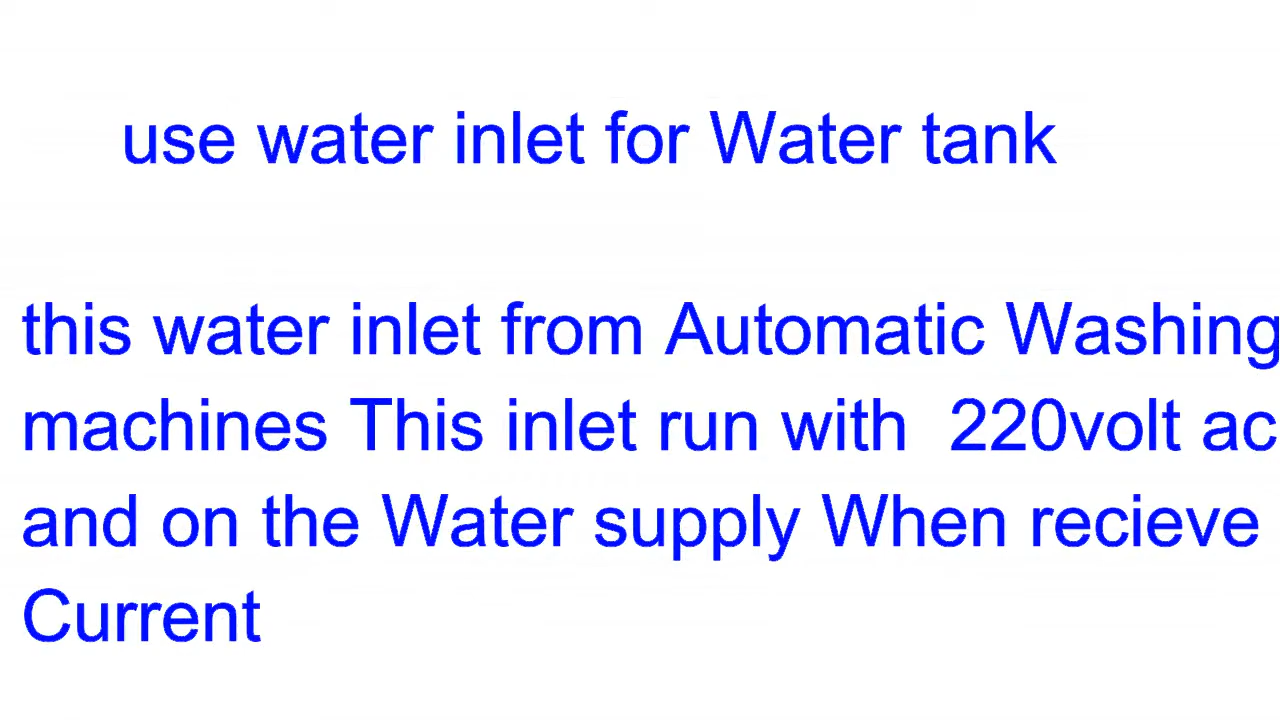 use water inlet for Water tank
this water inlet from Automatic Washing
machines This inlet run with  220volt ac
and on the Water supply When recieve
Current